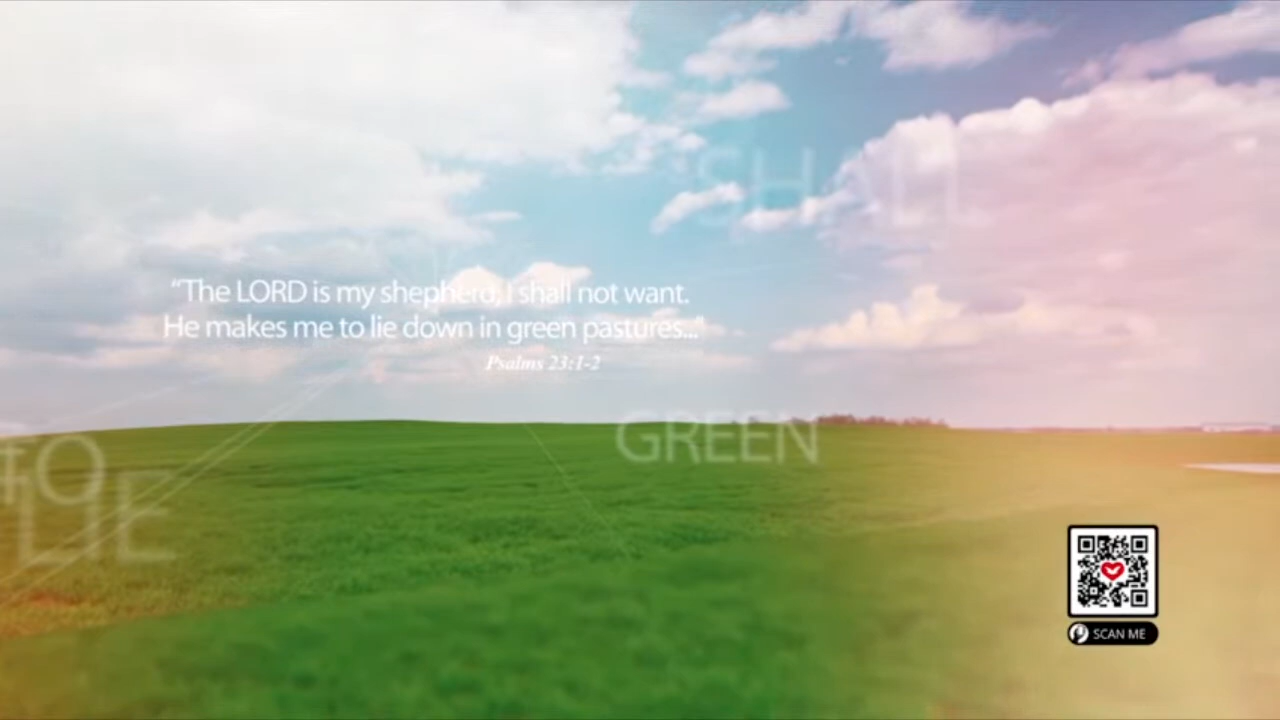 SHALL
“The LORD is my shepherd; I shall not want.
He makes me to lie down in green pastures...”
Psalms 23:1-2
GREEN
TO
LIE
SCAN ME